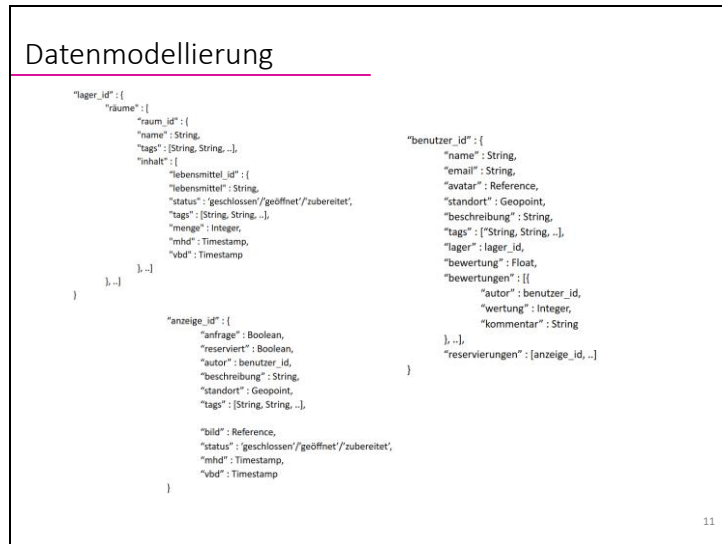 Datenmodellierung
"lager_id" : {
"räume" : [
"raum_id" : {
"name" : String,
"tags" : [String, String, ..],
"inhalt" : [
"lebensmittel_id" : {
"lebensmittel" : String,
"status" : 'geschlossen'/'geöffnet'/'zubereitet',
"tags" : [String, String, ..],
"menge" : Integer,
"mhd" : Timestamp,
"vbd" : Timestamp
}, ..]
}, ..]
}
"anzeige_id" : {
"anfrage" : Boolean,
"reserviert" : Boolean,
"autor" : benutzer_id,
"beschreibung" : String,
"standort" : Geopoint,
"tags" : [String, String, ..],
"bild" : Reference,
"status" : 'geschlossen'/'geöffnet'/'zubereitet',
"mhd" : Timestamp,
"vbd" : Timestamp
}
"benutzer_id" : {
"name" : String,
"email" : String,
"avatar" : Reference,
"standort" : Geopoint,
"beschreibung" : String,
"tags" : ["String, String, ..],
"lager" : lager_id,
"bewertung" : Float,
"bewertungen" : [{
"autor" : benutzer_id,
"wertung" : Integer,
"kommentar" : String
}, ..],
"reservierungen" : [anzeige_id, ..]
}
11